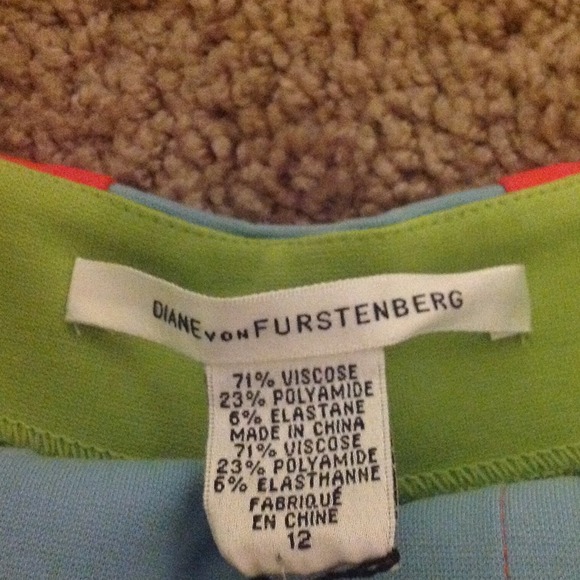 DIANE VON FURSTENBERG
71% VISCOSE
23% POLYAMIDE
6% ELASTANE
MADE IN CHINA
71% VISCOSE
23% POLYAMIDE
6% ELASTHANNE
FABRIQUÉ
EN CHINE
12